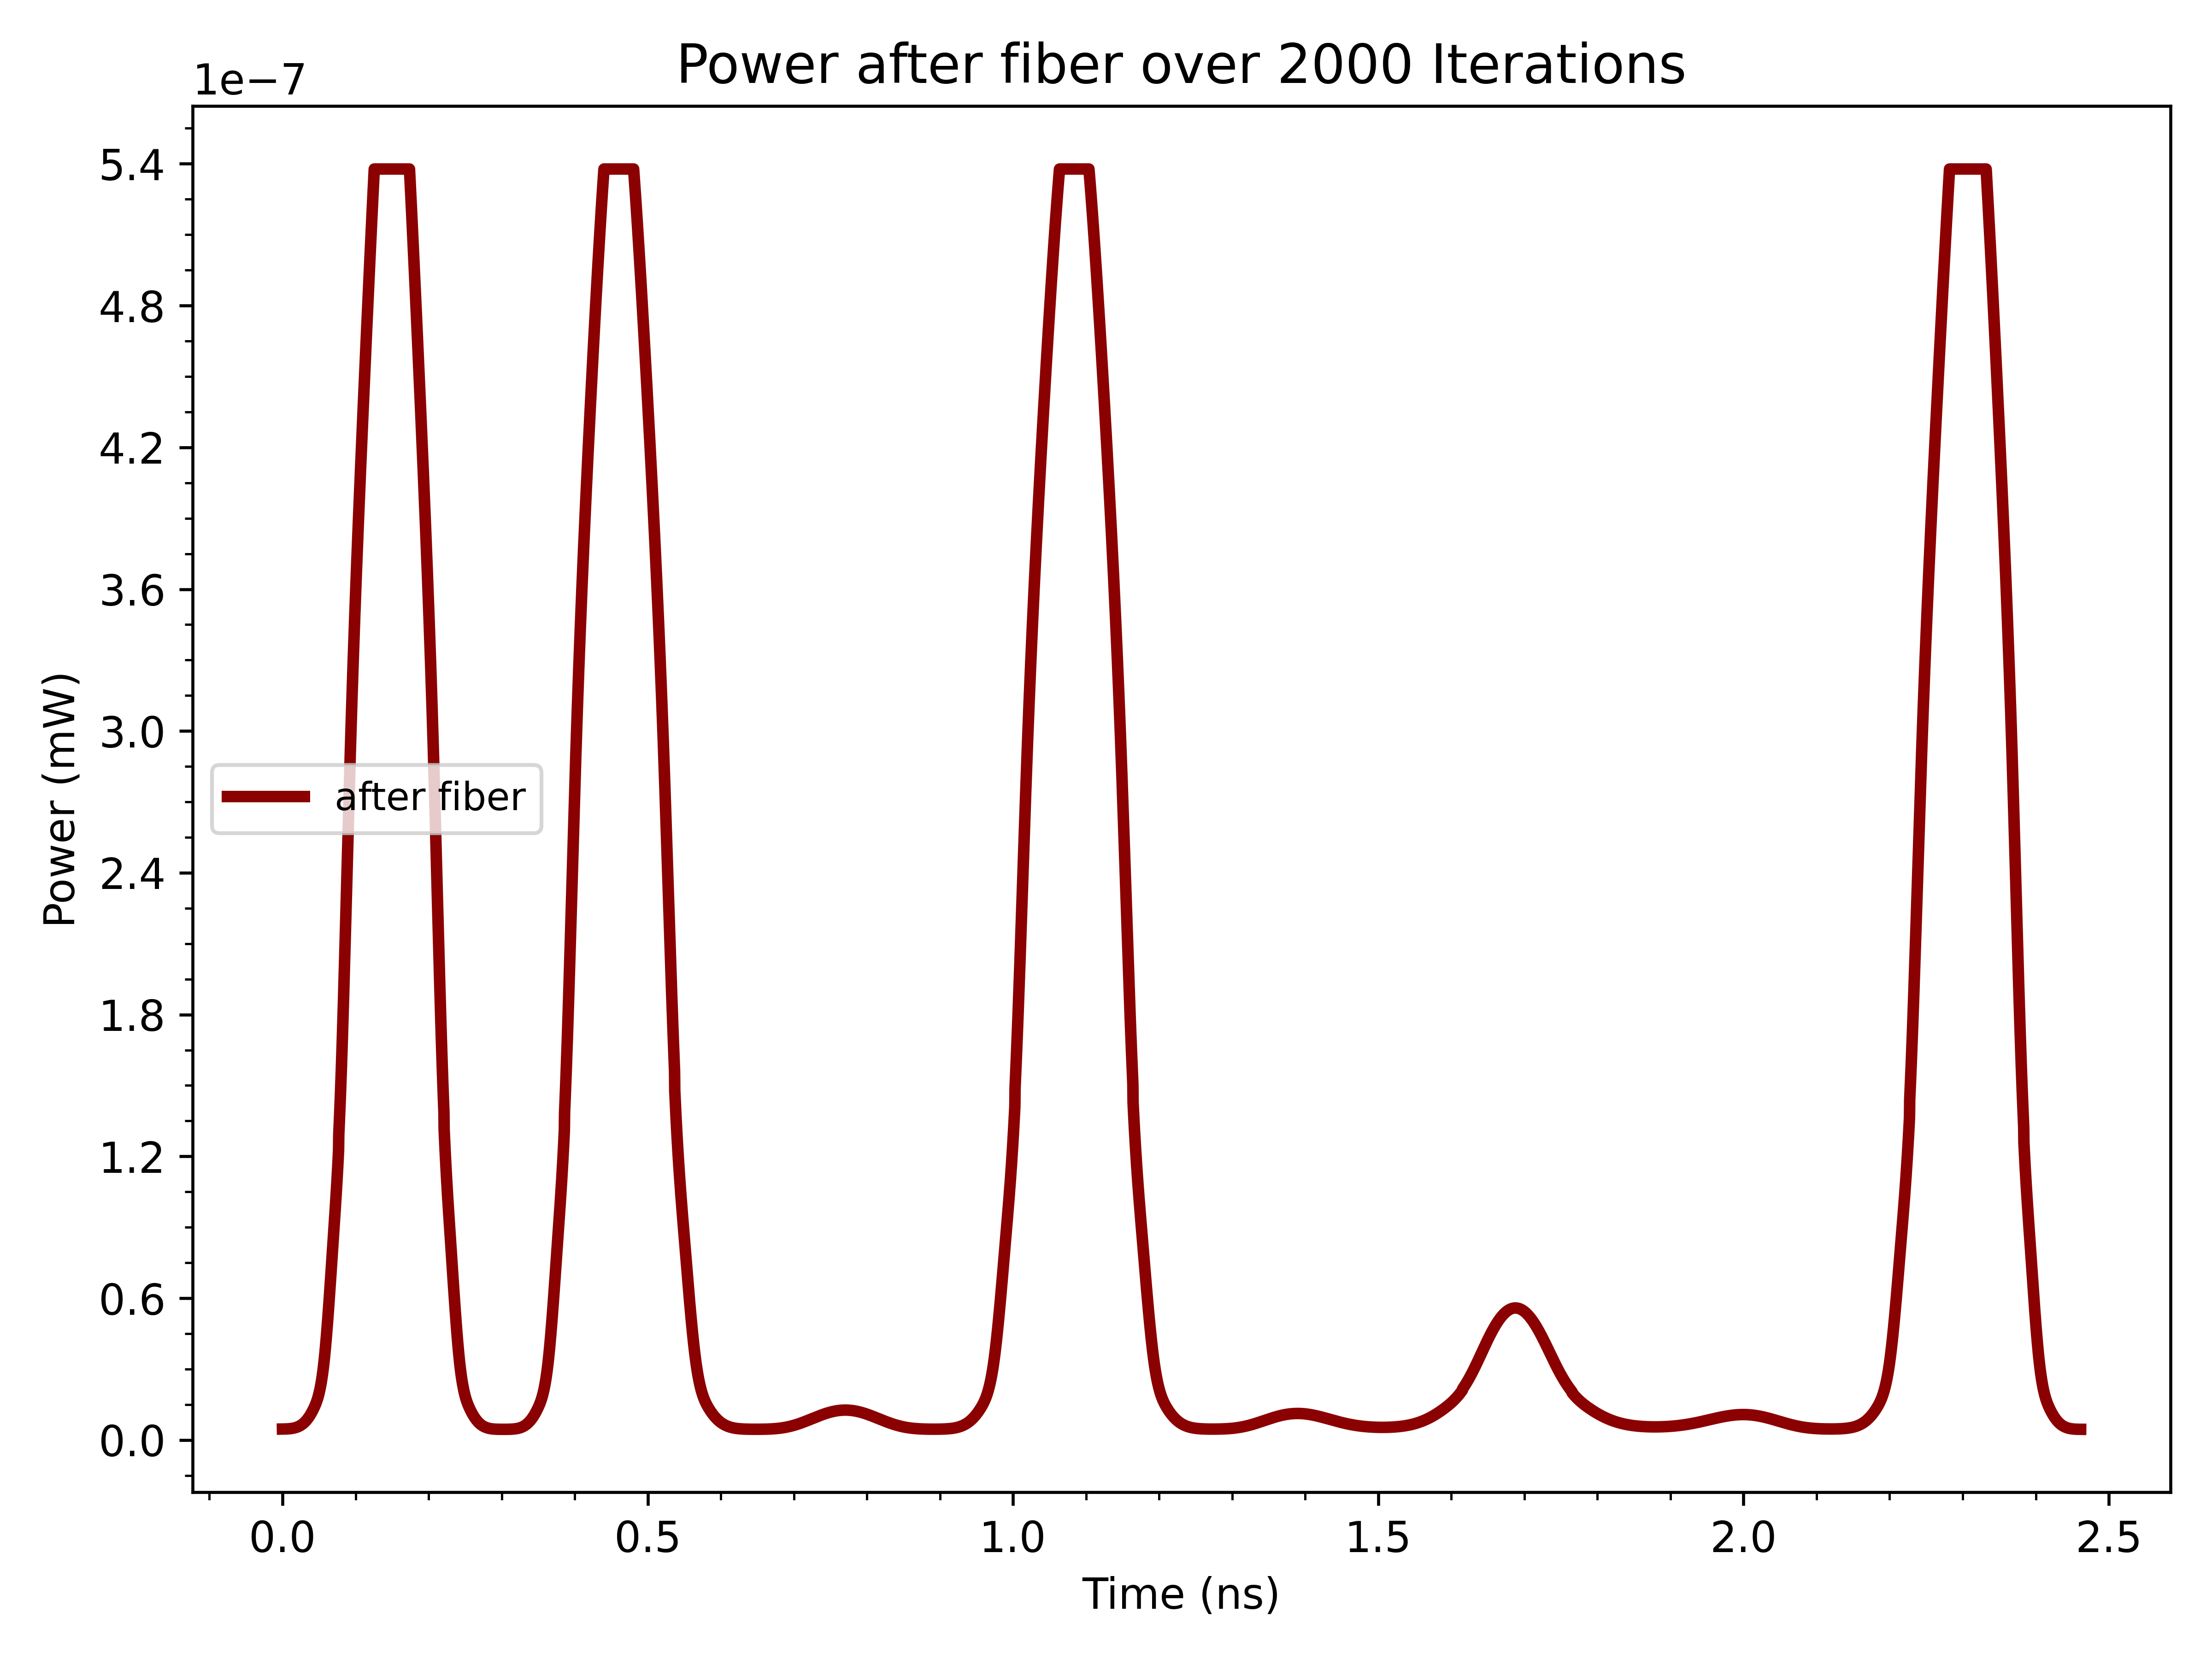 Power after fiber over 2000 Iterations
1e−7
5.4
4.8
4.2
3.6
3.0
2.4
1.8
1.2
0.6
0.0
Power (mW)
after fiber
0.0 0.5 1.0 1.5 2.0 2.5
Time (ns)